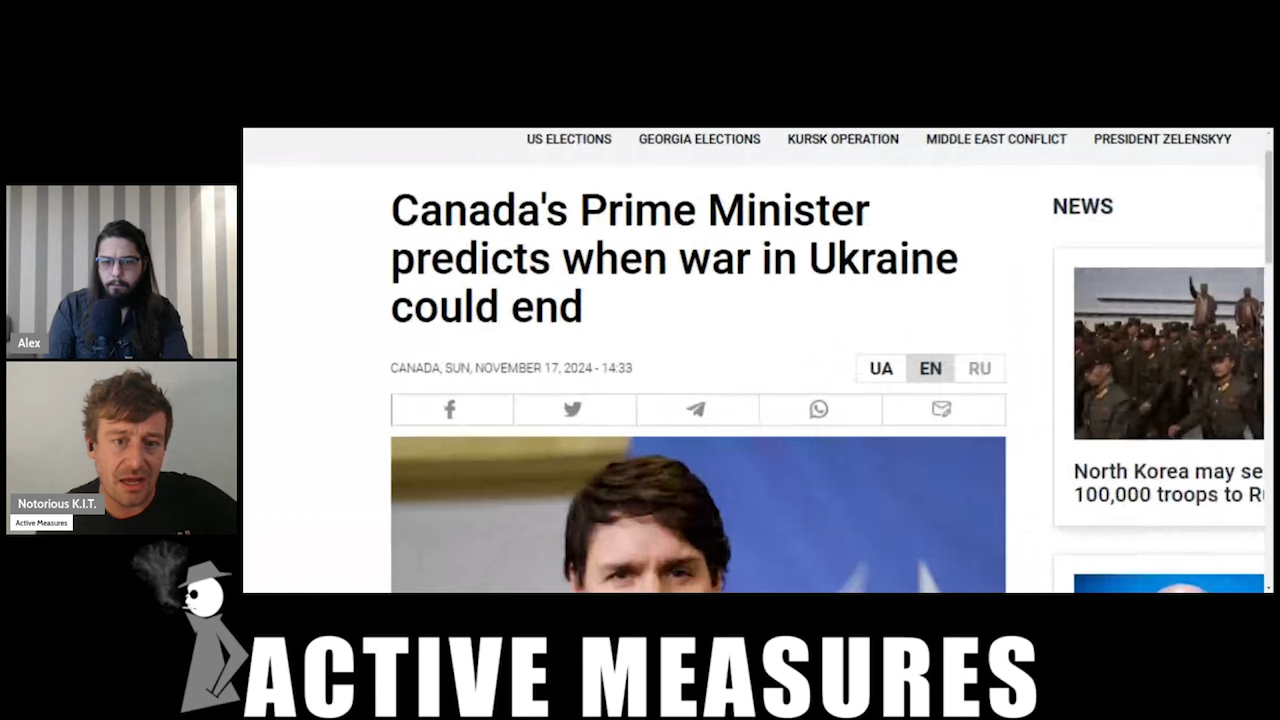 US ELECTIONS GEORGIA ELECTIONS KURSK OPERATION MIDDLE EAST CONFLICT PRESIDENT ZELENSKYY
Canada's Prime Minister
predicts when war in Ukraine
could end
CANADA, SUN, NOVEMBER 17, 2024 - 14:33
UA EN RU
NEWS
North Korea may se
100,000 troops to R
Alex
Notorious K.I.T.
Active Measures
ACTIVE MEASURES